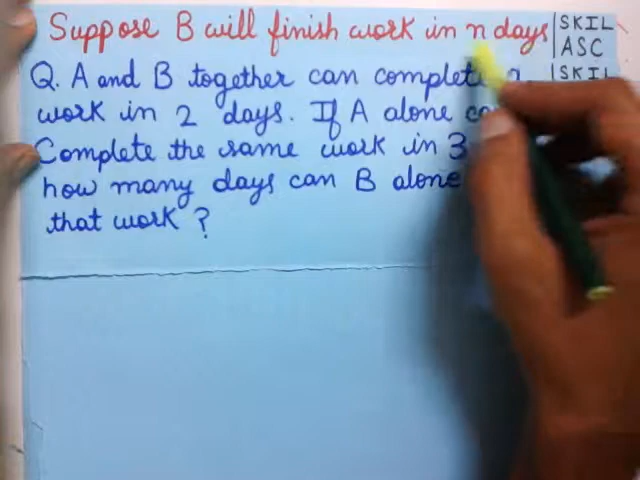 Suppose B will finish work in n days
SKIL
ASC
SKIL
Q. A and B together can complete a
work in 2 days. If A alone
Complete the same work in 3
how many days can B alone
that work ?